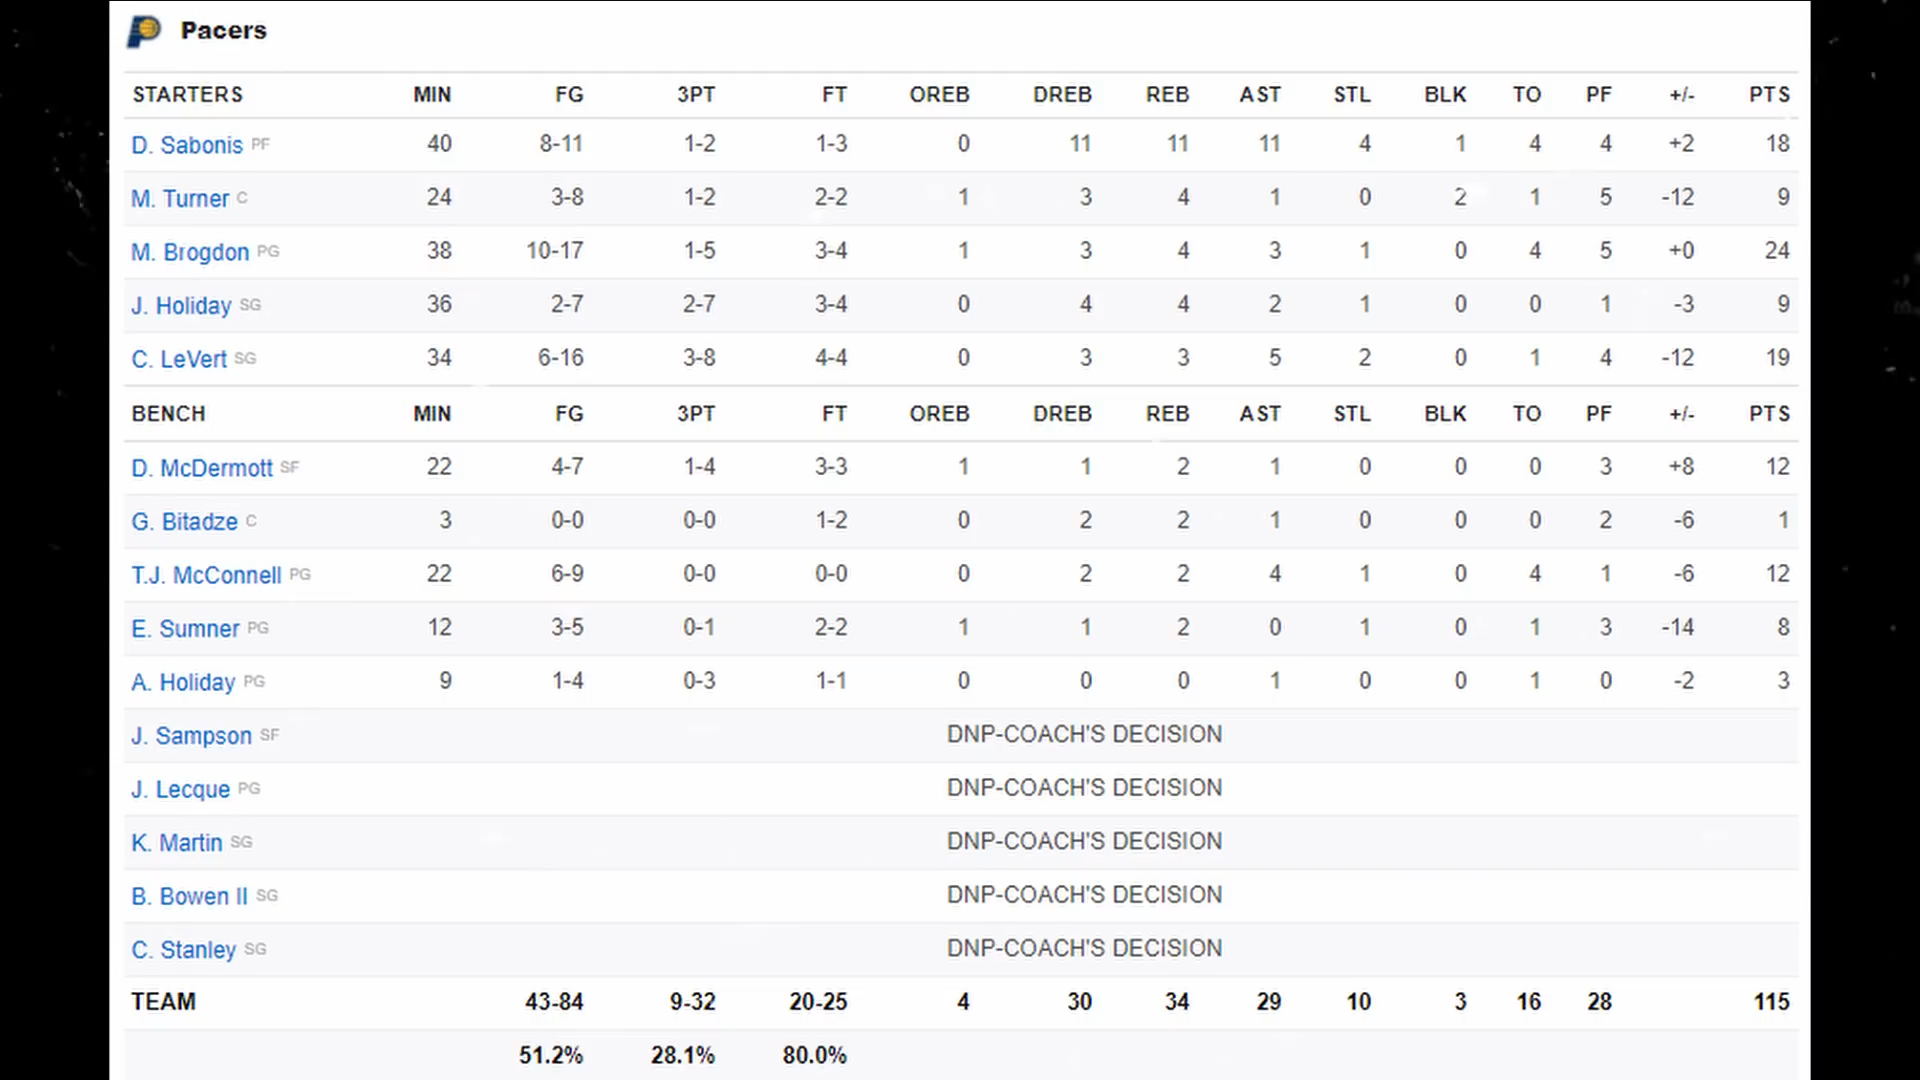 Pacers
STARTERS MIN FG 3PT FT OREB DREB REB AST STL BLK TO PF +/- PTS
D. Sabonis PF 40 8-11 1-2 1-3 0 11 11 11 4 1 4 4 +2 18
M. Turner C 24 3-8 1-2 2-2 1 3 4 1 0 2 1 5 -12 9
M. Brogdon PG 38 10-17 1-5 3-4 1 3 4 3 1 0 4 5 +0 24
J. Holiday SG 36 2-7 2-7 3-4 0 4 4 2 1 0 0 1 -3 9
C. LeVert SG 34 6-16 3-8 4-4 0 3 3 5 2 0 1 4 -12 19
BENCH MIN FG 3PT FT OREB DREB REB AST STL BLK TO PF +/- PTS
D. McDermott SF 22 4-7 1-4 3-3 1 1 2 1 0 0 0 3 +8 12
G. Bitadze C 3 0-0 0-0 1-2 0 2 2 1 0 0 0 2 -6 1
T.J. McConnell PG 22 6-9 0-0 0-0 0 2 2 4 1 0 4 1 -6 12
E. Sumner PG 12 3-5 0-1 2-2 1 1 2 0 1 0 1 3 -14 8
A. Holiday PG 9 1-4 0-3 1-1 0 0 0 1 0 0 1 0 -2 3
J. Sampson SF DNP-COACH'S DECISION
J. Lecque PG DNP-COACH'S DECISION
K. Martin SG DNP-COACH'S DECISION
B. Bowen II SG DNP-COACH'S DECISION
C. Stanley SG DNP-COACH'S DECISION
TEAM 43-84 9-32 20-25 4 30 34 29 10 3 16 28 115
51.2% 28.1% 80.0%